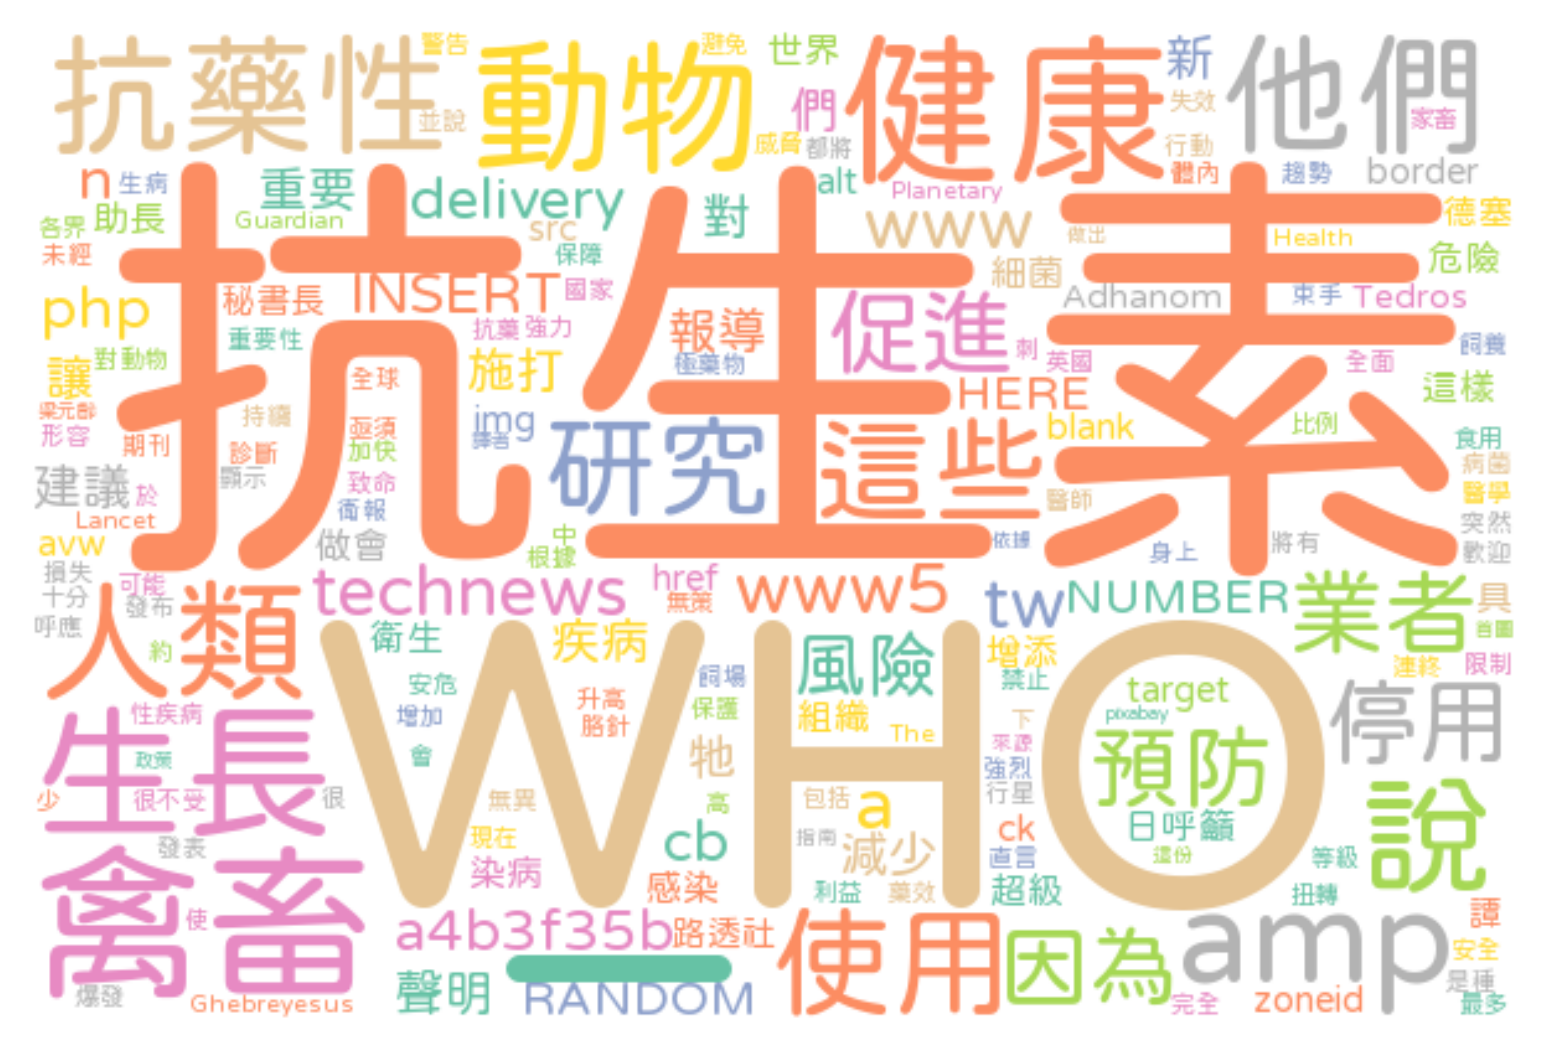 抗藥性
警告
並說
動物
避免
威脅
世界
們
都將
健康
新
失效
行動
體內
他們
家畜
趨勢
border
n
生病
重要
delivery
alt
Planetary
各界
助長
Guardian
src
對
www
做出
Health
德塞
未經
保障
細菌
危險
抗生素
php
秘書長
INSERT
國家
報導
促進
Adhanom
束手
Tedros
重要性
抗藥
強力
極藥物
刺
英國
全面
飼養
讓
對動物
全球
施打
HERE
這樣
梁元齡
形容
期刊
持續
亟須
加快
img
譯者
研究
這些
blank
比例
食用
診斷
顯示
致命
病菌
建議
於
衛報
醫師
醫學
Lancet
突然
avw
做會
中
根據
依據
身上
將有
歡迎
損失
可能
technews
href
www5
tw
NUMBER
業者
具
十分
發布
無策
首圖
呼應
人類
約
衛生
疾病
風險
增添
連終
限制
WHO
安危
飼場
禁止
target
停用
性疾病
增加
升高
胳針
保護
組織
The
下
pixabay
生長
政策
會
牠
來源
強烈
預防
少
很不受
很
無異
高
包括
a
行星
說
發表
現在
cb
指南
減少
ck
直言
日呼籲
這份
等級
禽畜
染病
感染
利益
藥效
超級
扭轉
使
a4b3f35b
路透社
使用
因為
amp
譚
安全
爆發
聲明
一
是種
Ghebreyesus
RANDOM
完全
zoneid
最多